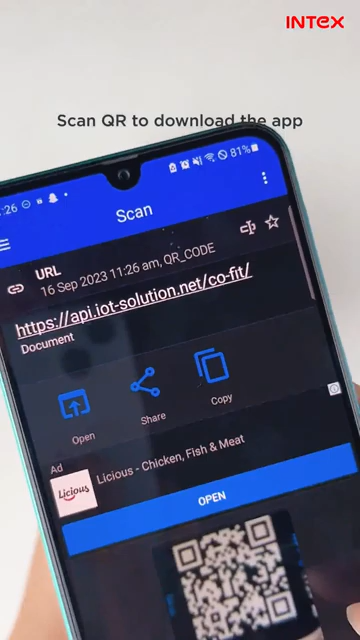 INTEX
Scan QR to download the app
:26
81%
Scan
URL
16 Sep 2023 11:26 am, QR_CODE
https://api.iot-solution.net/co-fit/
Document
Open
Share
Copy
Ad
Licious
Licious - Chicken, Fish & Meat
OPEN